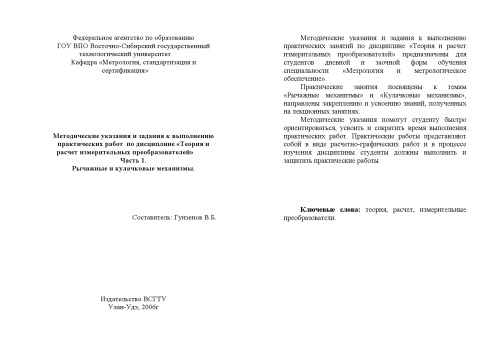 Федеральное агентство по образованию
ГОУ ВПО Восточно-Сибирский государственный
технологический университет
Кафедра «Метрология, стандартизация и
сертификация»
Методические указания и задания к выполнению
практических работ по дисциплине «Теория и
расчет измерительных преобразователей»
Часть 1.
Рычажные и кулачковые механизмы.
Составитель: Гунзенов В.Б.
Издательство ВСГТУ
Улан-Удэ, 2006г
Методические указания и задания к выполнению
практических занятий по дисциплине «Теория и расчет
измерительных преобразователей» предназначены для
студентов дневной и заочной форм обучения
специальности «Метрология и метрологическое
обеспечение».
Практические занятия посвящены к темам
«Рычажные механизмы» и «Кулачковые механизмы»,
направлены закреплению и усвоению знаний, полученных
на лекционных занятиях.
Методические указания помогут студенту быстро
ориентироваться, усвоить и сократить время выполнения
практических работ. Практические работы представляют
собой в виды расчетно-графических работ и в процессе
изучения дисциплины студенты должны выполнить и
защитить практические работы.
Ключевые слова: теория, расчет, измерительные
преобразователи.